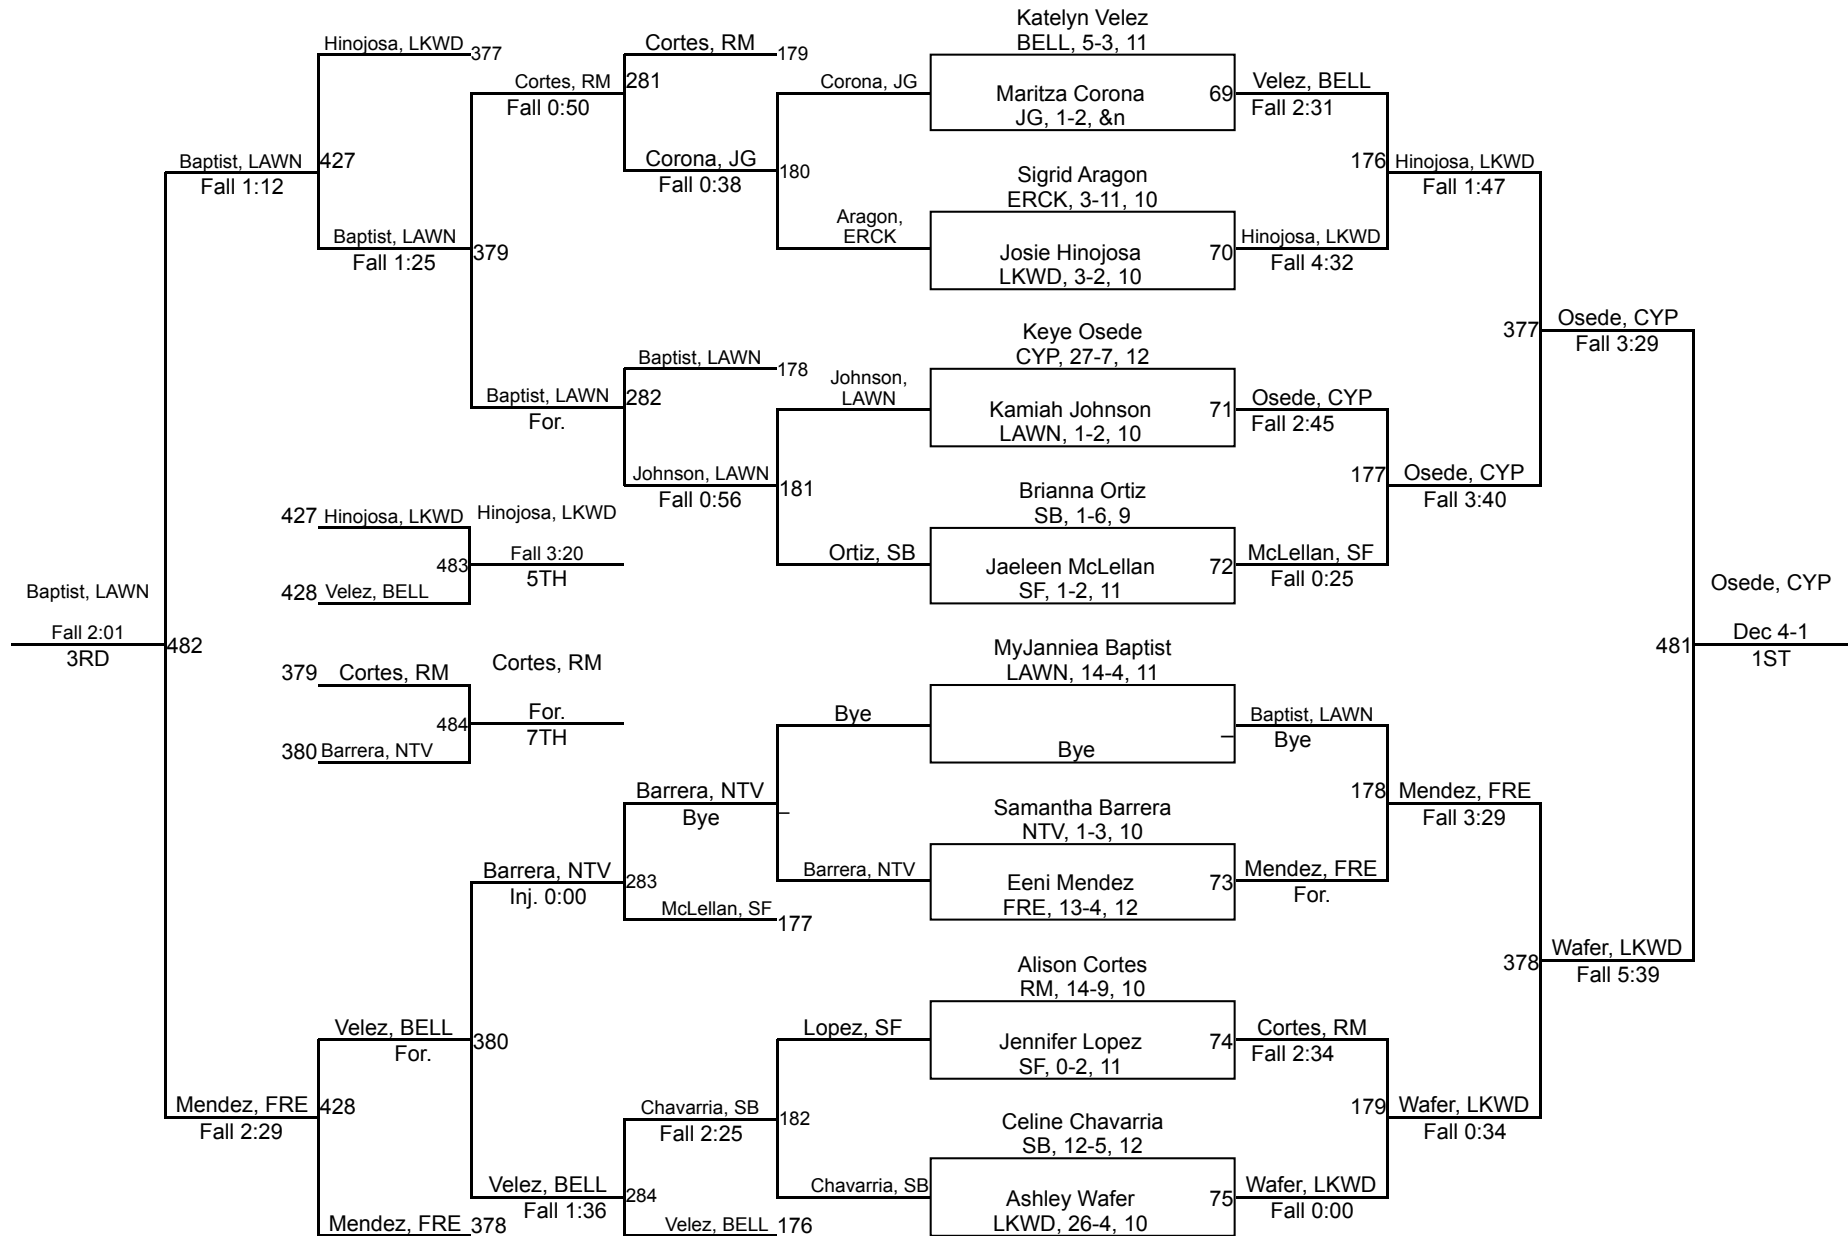 Katelyn Velez
BELL, 5-3, 11
Hinojosa, LKWD
377
Cortes, RM
179
Cortes, RM
281
Fall 0:50
Corona, JG
Maritza Corona
JG, 1-2, &n
69
Velez, BELL
Fall 2:31
Baptist, LAWN
427
Fall 1:12
Corona, JG
180
Fall 0:38
Sigrid Aragon
ERCK, 3-11, 10
176
Hinojosa, LKWD
Fall 1:47
Baptist, LAWN
379
Fall 1:25
Aragon,
ERCK
Josie Hinojosa
LKWD, 3-2, 10
70
Hinojosa, LKWD
Fall 4:32
Keye Osede
CYP, 27-7, 12
377
Osede, CYP
Fall 3:29
Baptist, LAWN
178
Baptist, LAWN
282
For.
Johnson,
LAWN
Kamiah Johnson
LAWN, 1-2, 10
71
Osede, CYP
Fall 2:45
Johnson, LAWN
181
Fall 0:56
Brianna Ortiz
SB, 1-6, 9
177
Osede, CYP
Fall 3:40
427
Hinojosa, LKWD
Hinojosa, LKWD
483
Fall 3:20
5TH
428
Velez, BELL
Ortiz, SB
Jaeleen McLellan
SF, 1-2, 11
72
McLellan, SF
Fall 0:25
Baptist, LAWN
Fall 2:01
3RD
482
Osede, CYP
481
Dec 4-1
1ST
379
Cortes, RM
Cortes, RM
484
For.
7TH
380
Barrera, NTV
MyJanniea Baptist
LAWN, 14-4, 11
Bye
Bye
Baptist, LAWN
Bye
Barrera, NTV
Bye
Samantha Barrera
NTV, 1-3, 10
178
Mendez, FRE
Fall 3:29
Barrera, NTV
283
Inj. 0:00
Barrera, NTV
Eeni Mendez
FRE, 13-4, 12
73
Mendez, FRE
For.
McLellan, SF
177
Alison Cortes
RM, 14-9, 10
378
Wafer, LKWD
Fall 5:39
Velez, BELL
380
For.
Lopez, SF
Jennifer Lopez
SF, 0-2, 11
74
Cortes, RM
Fall 2:34
Mendez, FRE
428
Fall 2:29
Chavarria, SB
182
Fall 2:25
Celine Chavarria
SB, 12-5, 12
179
Wafer, LKWD
Fall 0:34
Velez, BELL
284
Fall 1:36
Chavarria, SB
Ashley Wafer
LKWD, 26-4, 10
75
Wafer, LKWD
Fall 0:00
Mendez, FRE
378
Velez, BELL
176